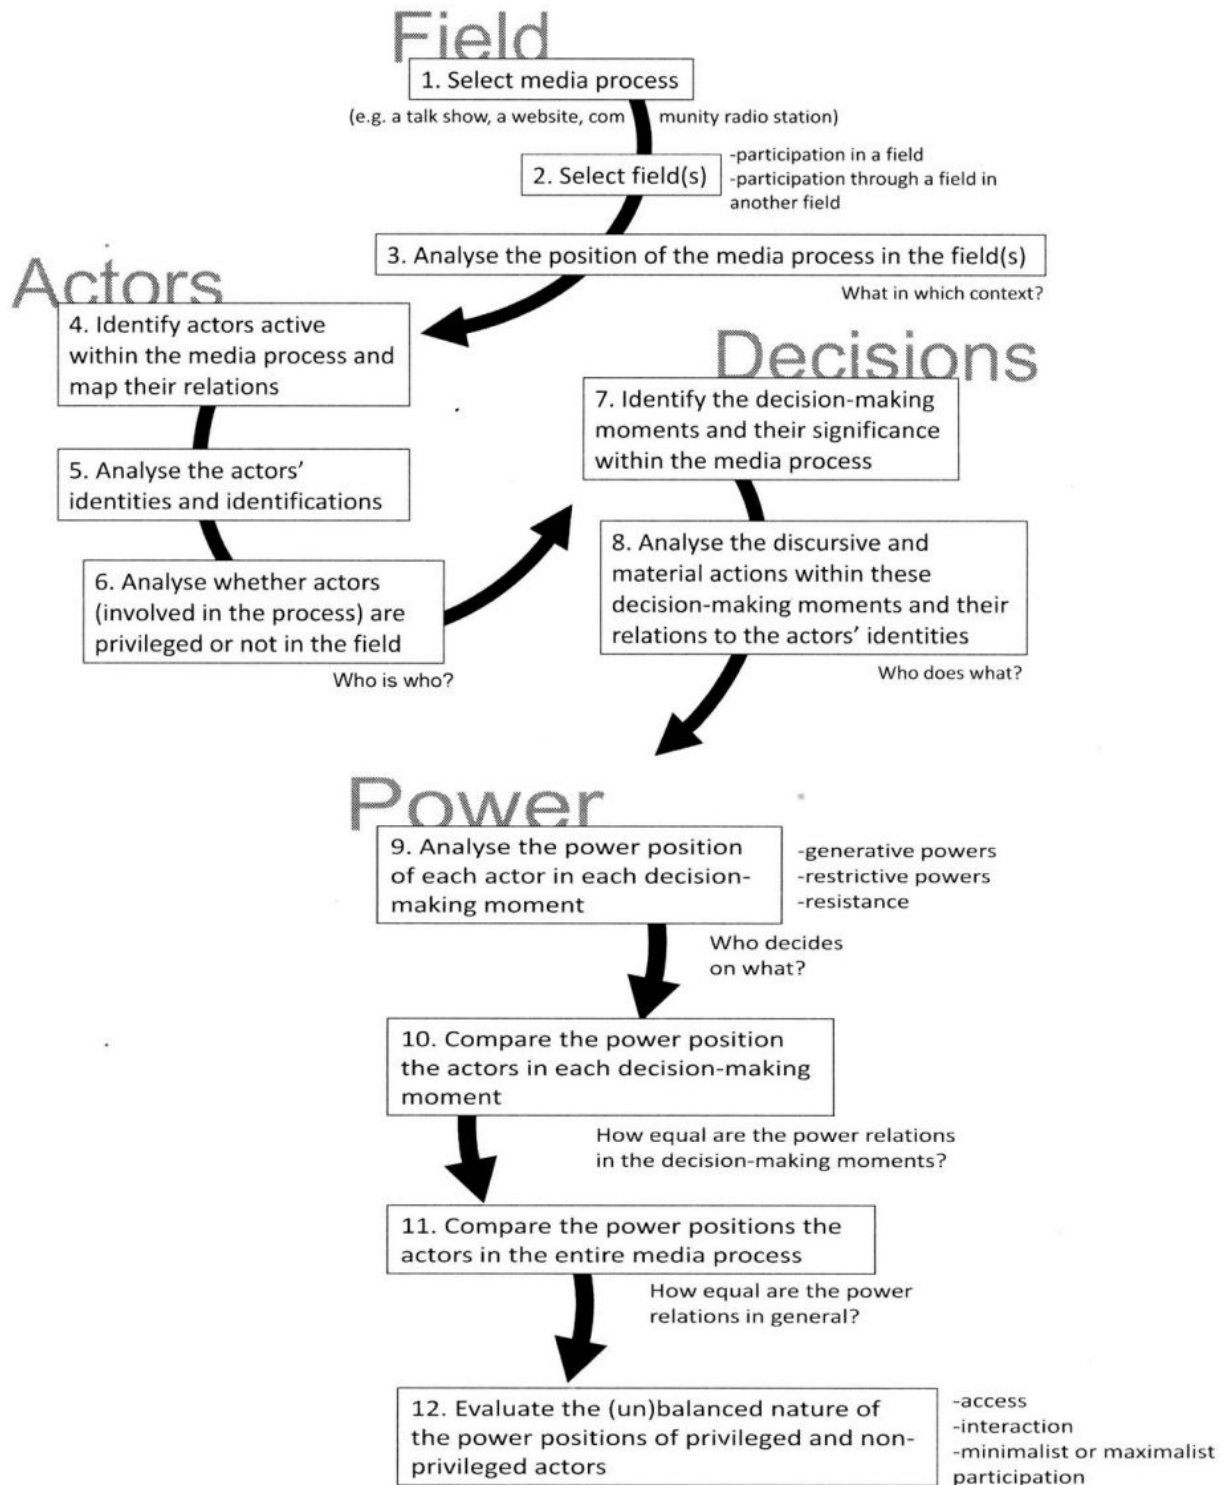 Field
1. Select media process
(e.g. a talk show, a website, com munity radio station)
2. Select field(s)
-participation in a field
-participation through a field in
another field
3. Analyse the position of the media process in the field(s)
What in which context?
Actors
4. Identify actors active
within the media process and
map their relations
5. Analyse the actors'
identities and identifications
6. Analyse whether actors
(involved in the process) are
privileged or not in the field
Who is who?
Decisions
7. Identify the decision-making
moments and their significance
within the media process
8. Analyse the discursive and
material actions within these
decision-making moments and their
relations to the actors' identities
Who does what?
Power
9. Analyse the power position
of each actor in each decision-
making moment
-generative powers
-restrictive powers
-resistance
Who decides
on what?
10. Compare the power position
the actors in each decision-making
moment
How equal are the power relations
in the decision-making moments?
11. Compare the power positions the
actors in the entire media process
How equal are the power
relations in general?
12. Evaluate the (un)balanced nature of
the power positions of privileged and non-
privileged actors
-access
-interaction
-minimalist or maximalist
participation